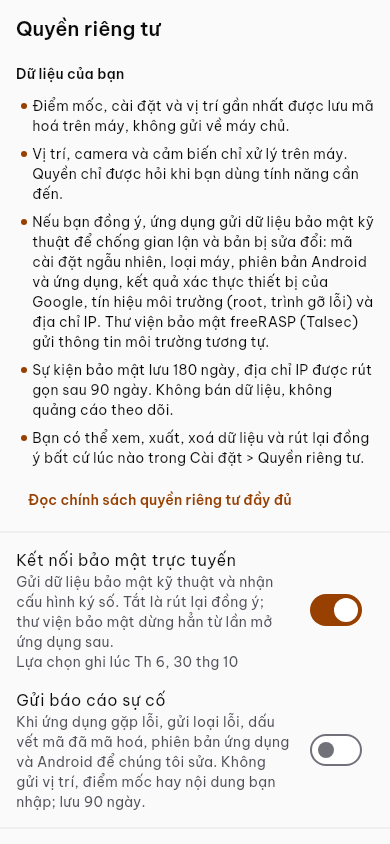 Quyền riêng tư
Dữ liệu của bạn
Điểm mốc, cài đặt và vị trí gần nhất được lưu mã
hoá trên máy, không gửi về máy chủ.
Vị trí, camera và cảm biến chỉ xử lý trên máy.
Quyền chỉ được hỏi khi bạn dùng tính năng cần
đến.
Nếu bạn đồng ý, ứng dụng gửi dữ liệu bảo mật kỹ
thuật để chống gian lận và bản bị sửa đổi: mã
cài đặt ngẫu nhiên, loại máy, phiên bản Android
và ứng dụng, kết quả xác thực thiết bị của
Google, tín hiệu môi trường (root, trình gỡ lỗi) và
địa chỉ IP. Thư viện bảo mật freeRASP (Talsec)
gửi thông tin môi trường tương tự.
Sự kiện bảo mật lưu 180 ngày, địa chỉ IP được rút
gọn sau 90 ngày. Không bán dữ liệu, không
quảng cáo theo dõi.
Bạn có thể xem, xuất, xoá dữ liệu và rút lại đồng
ý bất cứ lúc nào trong Cài đặt > Quyền riêng tư.
Đọc chính sách quyền riêng tư đầy đủ
Kết nối bảo mật trực tuyến
Gửi dữ liệu bảo mật kỹ thuật và nhận
cấu hình ký số. Tắt là rút lại đồng ý;
thư viện bảo mật dừng hẳn từ lần mở
ứng dụng sau.
Lựa chọn ghi lúc Th 6, 30 thg 10
Gửi báo cáo sự cố
Khi ứng dụng gặp lỗi, gửi loại lỗi, dấu
vết mã đã mã hoá, phiên bản ứng dụng
và Android để chúng tôi sửa. Không
gửi vị trí, điểm mốc hay nội dung bạn
nhập; lưu 90 ngày.